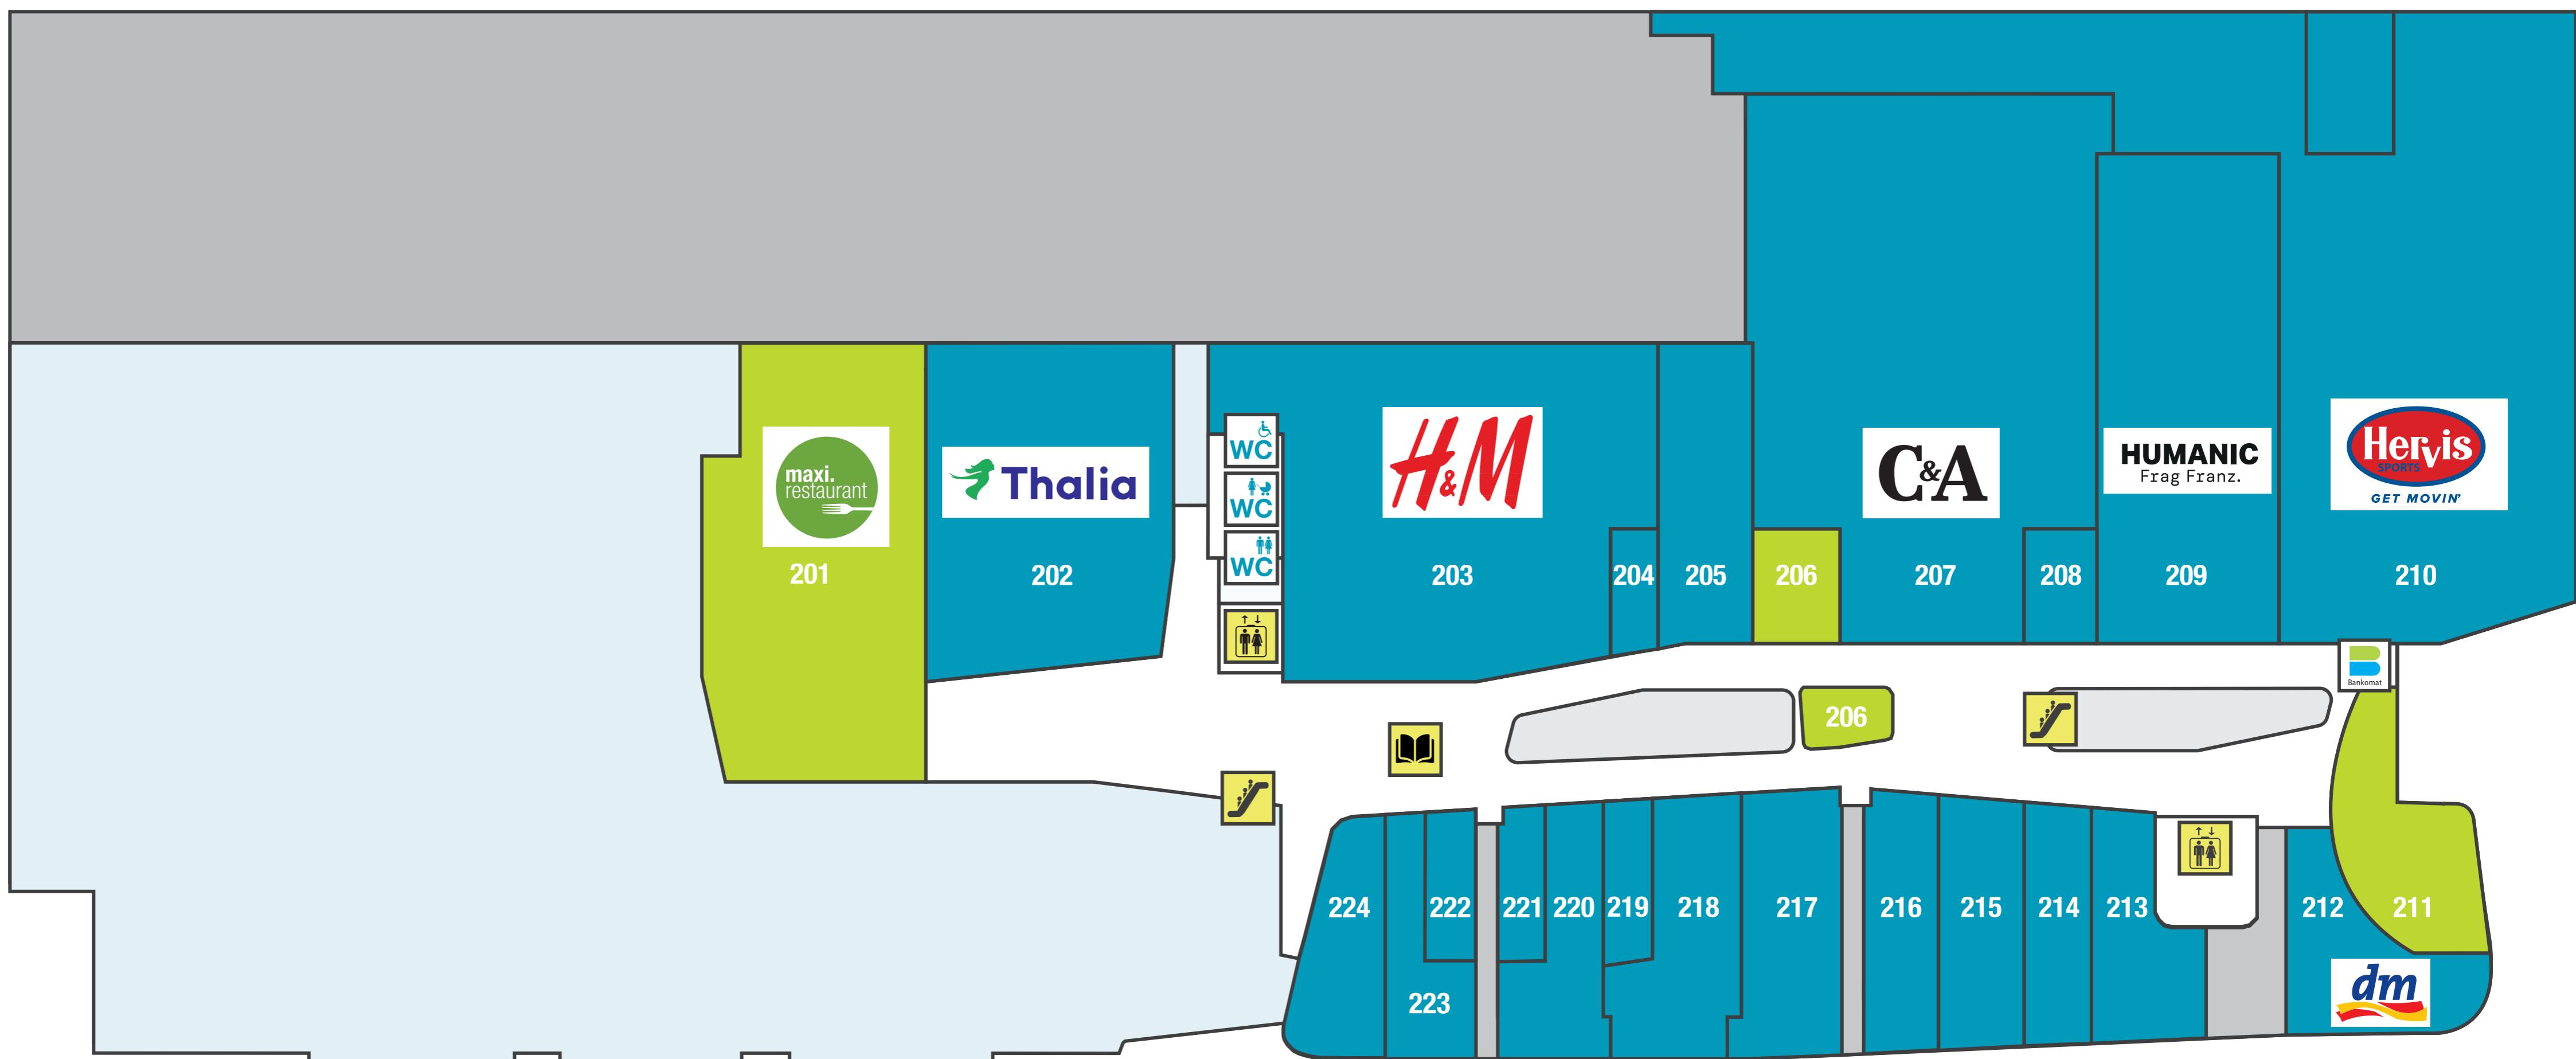 WC
WC
WC
maxi.
restaurant
201
Thalia
202
H&M
203
204
205
206
C&A
207
208
HUMANIC
Frag Franz.
209
Hervis
SPORTS
GET MOVIN'
210
Bankomat
206
224
223
222
221
220
219
218
217
216
215
214
213
212
211
dm